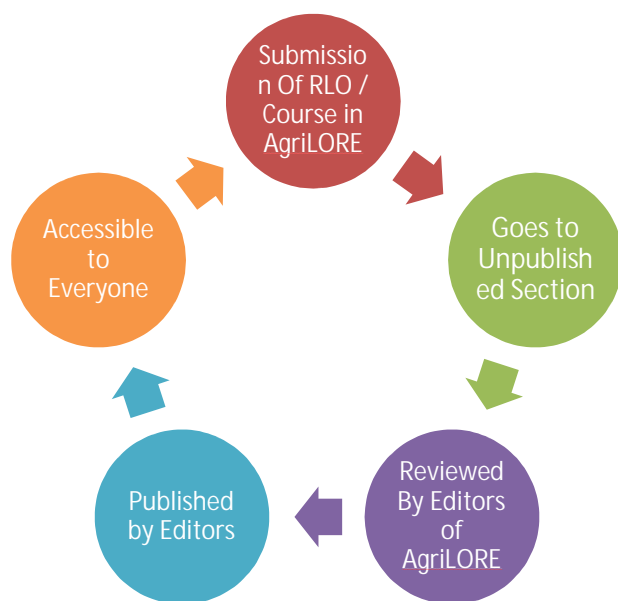 Submissio
n Of RLO /
Course in
AgriLORE
Goes to
Unpublish
ed Section
Reviewed
By Editors
of
AgriLORE
Published
by Editors
Accessible
to
Everyone